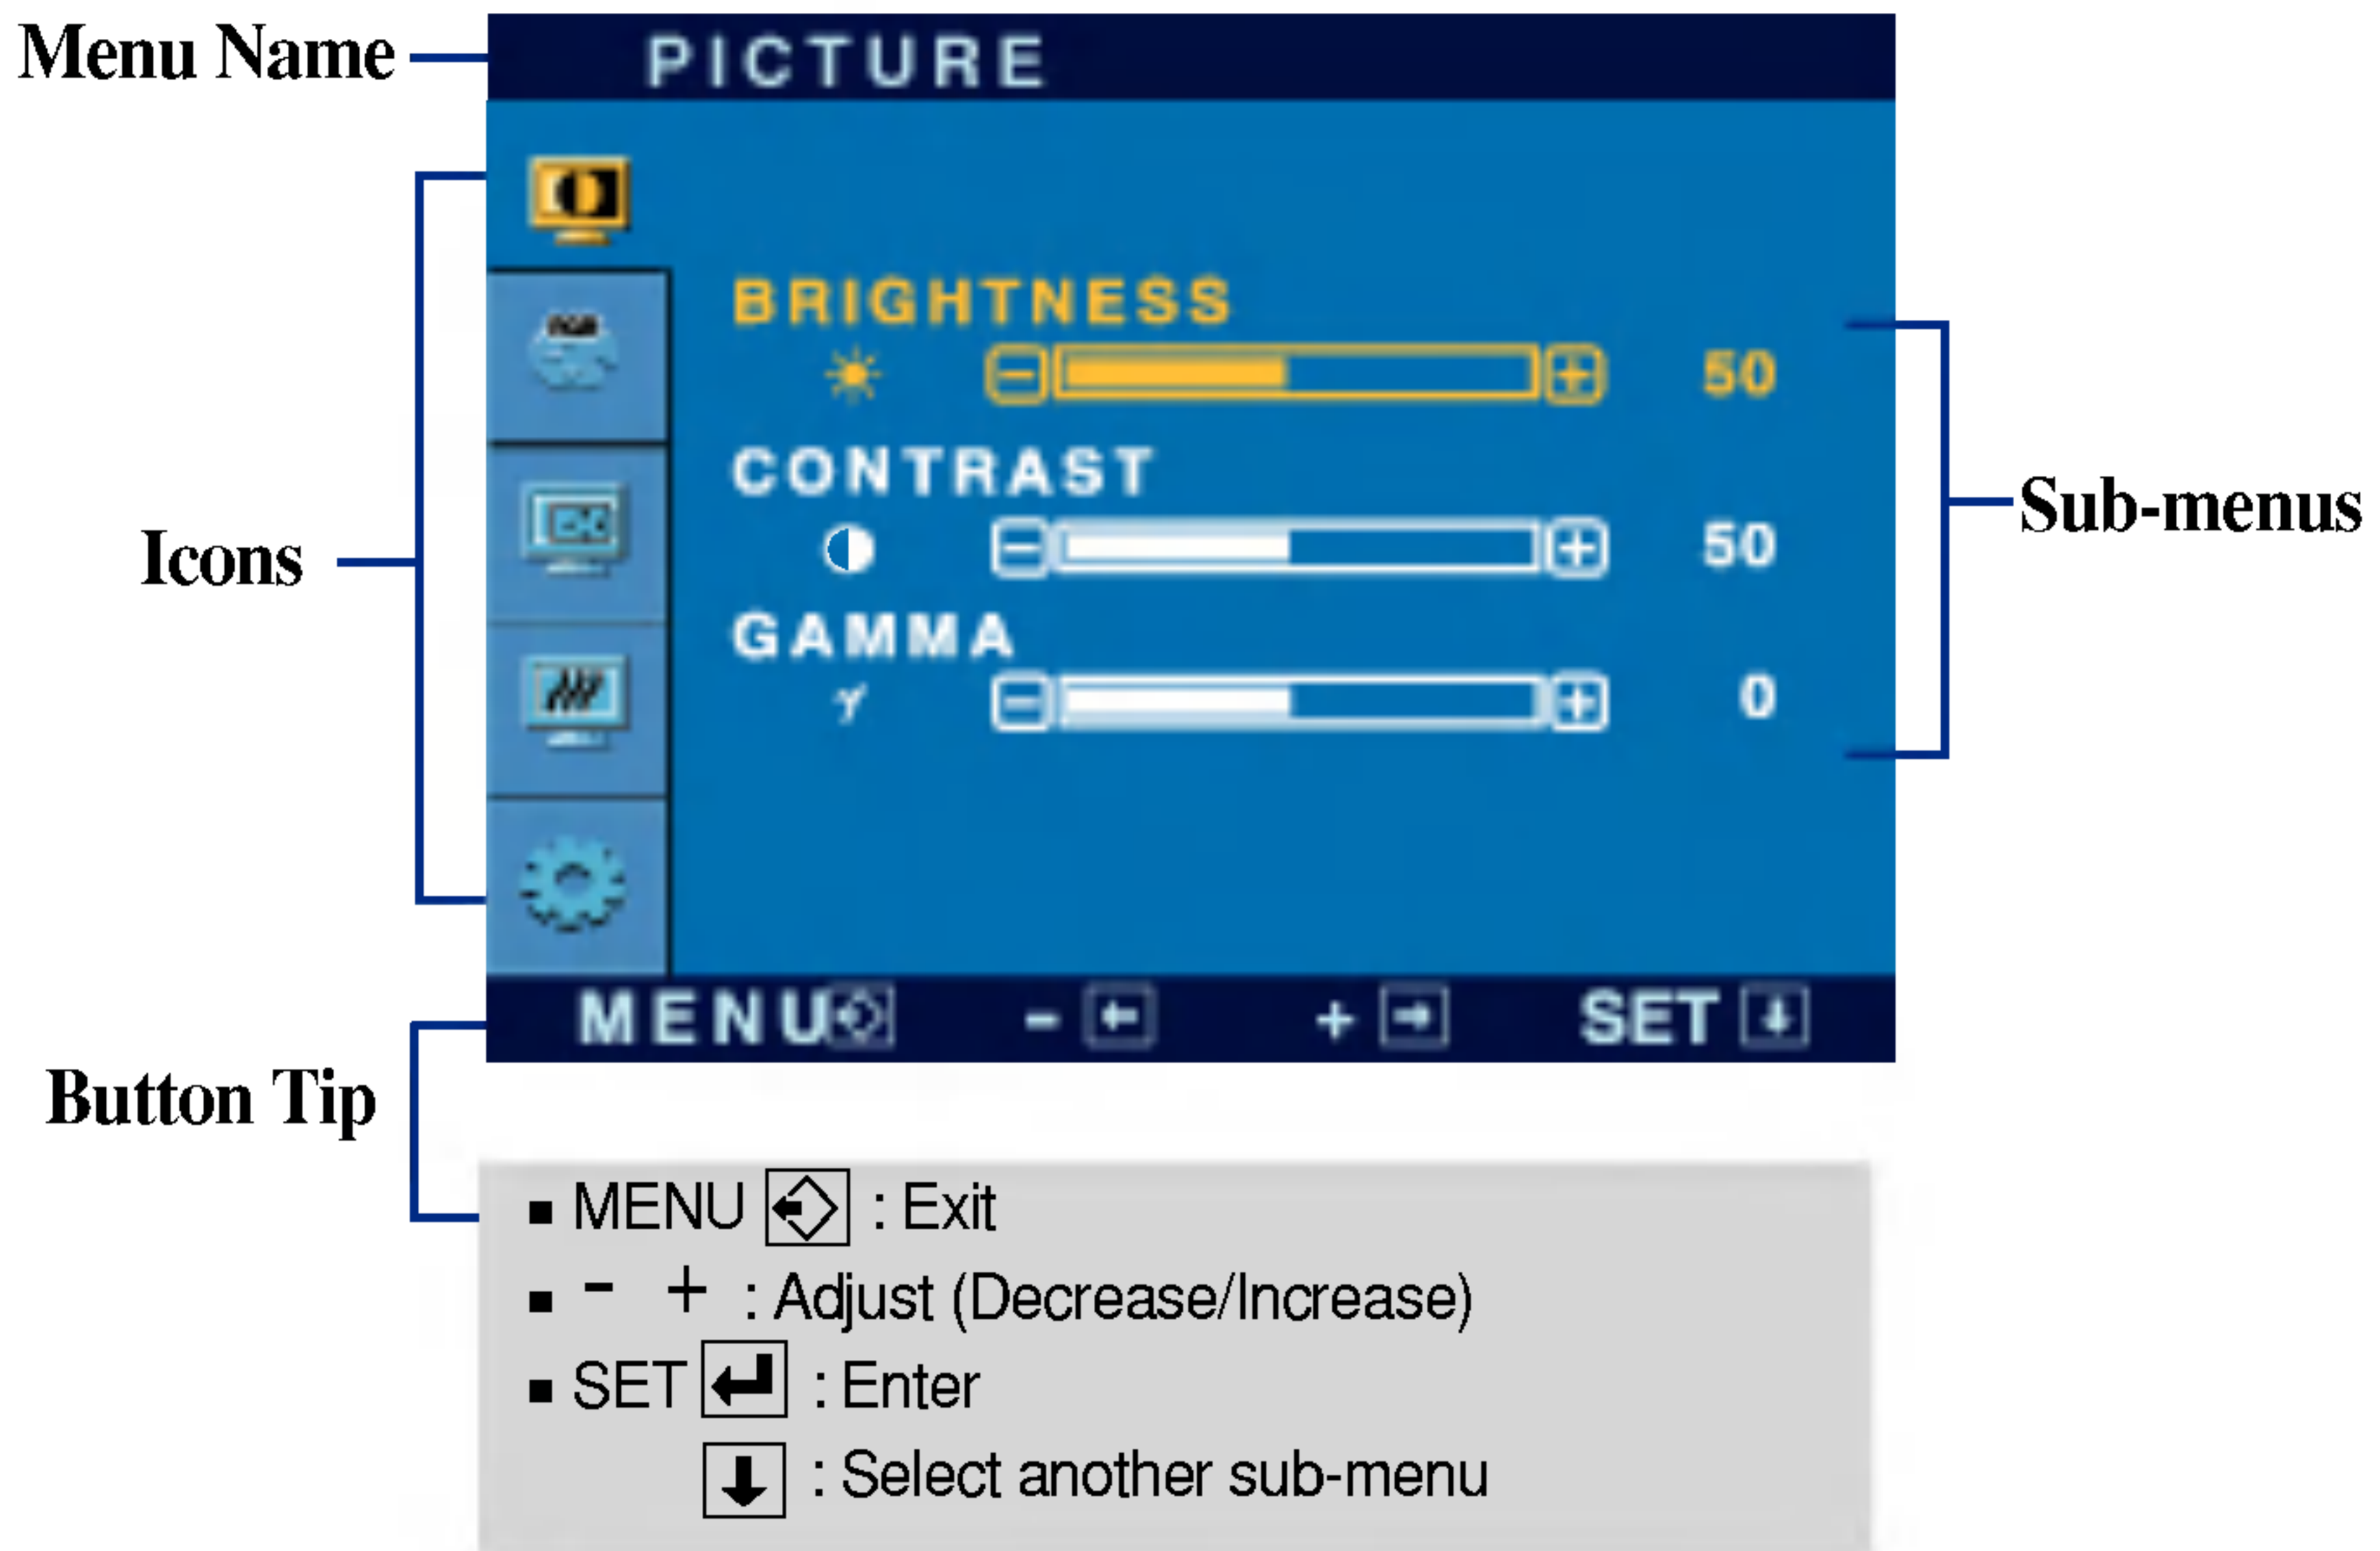 Menu Name
PICTURE
BRIGHTNESS
50
CONTRAST
50
GAMMA
0
Icons
Sub-menus
MENU - + SET
Button Tip
■ MENU : Exit
■ - + : Adjust (Decrease/Increase)
■ SET : Enter
: Select another sub-menu